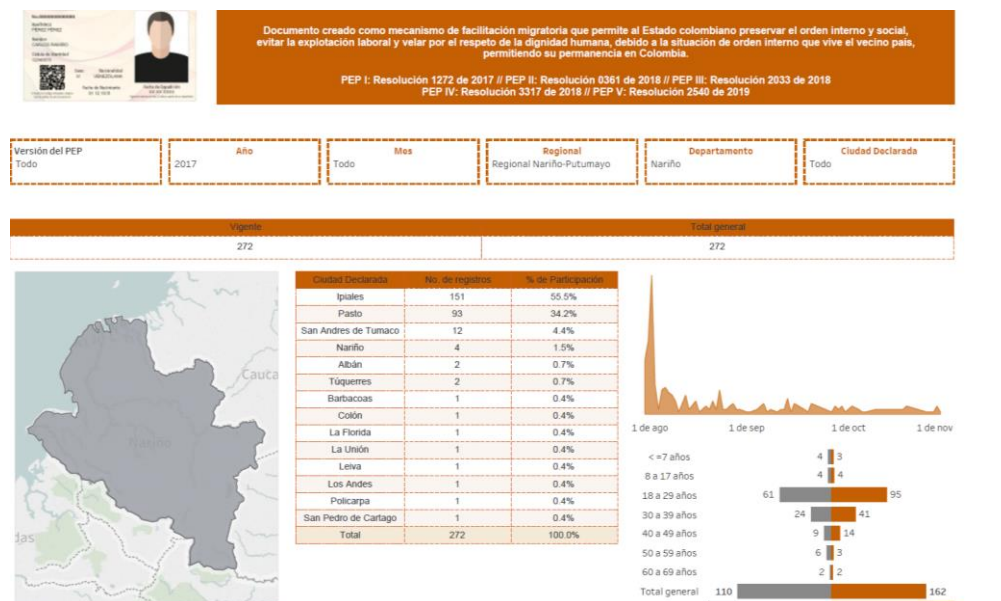 PÉREZ PÉREZ
Documento creado como mecanismo de facilitación migratoria que permite al Estado colombiano preservar el orden interno y social,
evitar la explotación laboral y velar por el respeto de la dignidad humana, debido a la situación de orden interno que vive el vecino país,
permitiendo su permanencia en Colombia.
PEP I: Resolución 1272 de 2017 // PEP II: Resolución 0361 de 2018 // PEP III: Resolución 2033 de 2018
PEP IV: Resolución 3317 de 2018 // PEP V: Resolución 2540 de 2019
Versión del PEP
Todo
Año
2017
Mes
Todo
Regional
Regional Nariño-Putumayo
Departamento
Nariño
Ciudad Declarada
Todo
Vigente Total general
272 272
Ciudad Declarada No. de registros % de Participación
Ipiales 151 55.5%
Pasto 93 34.2%
San Andres de Tumaco 12 4.4%
Nariño 4 1.5%
Albán 2 0.7%
Túquerres 2 0.7%
Barbacoas 1 0.4%
Colón 1 0.4%
La Florida 1 0.4%
La Unión 1 0.4%
Leiva 1 0.4%
Los Andes 1 0.4%
Policarpa 1 0.4%
San Pedro de Cartago 1 0.4%
Total 272 100.0%
Cauca
Nariño
das
1 de ago 1 de sep 1 de oct 1 de nov
<=7 años 4 3
8 a 17 años 4 4
18 a 29 años 61 95
30 a 39 años 24 41
40 a 49 años 9 14
50 a 59 años 6 3
60 a 69 años 2 2
Total general 110 162